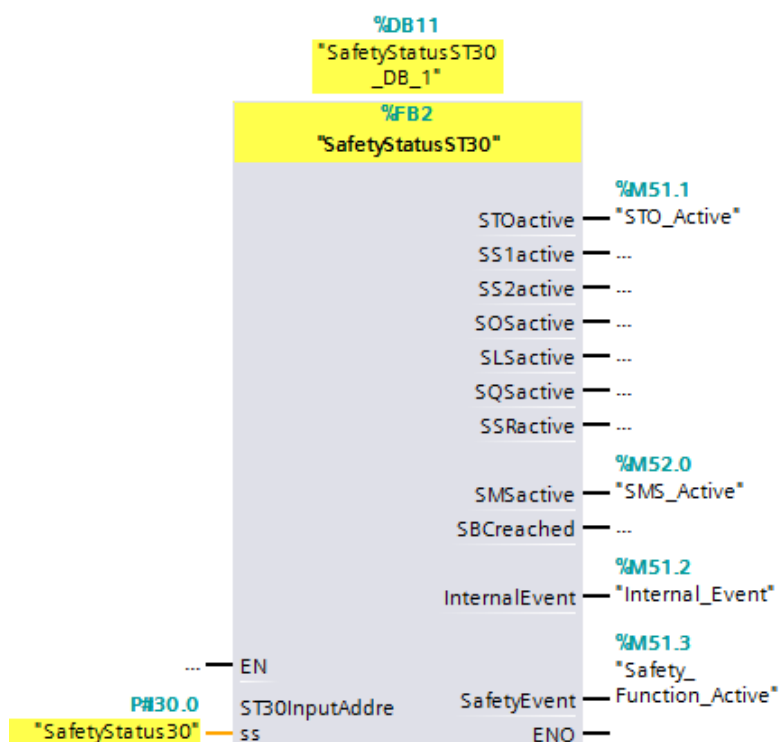 %DB11
"SafetyStatusST30
_DB_1"
%FB2
"SafetyStatusST30"
%M51.1
STOactive "STO_Active"
SS1active ...
SS2active ...
SOSactive ...
SLSactive ...
SQSactive ...
SSRactive ...
%M52.0
SMSactive "SMS_Active"
SBCreached ...
%M51.2
InternalEvent "Internal_Event"
%M51.3
"Safety_
... EN
SafetyEvent Function_Active"
P#I30.0 ST30InputAddre
"SafetyStatus30" ss ENO